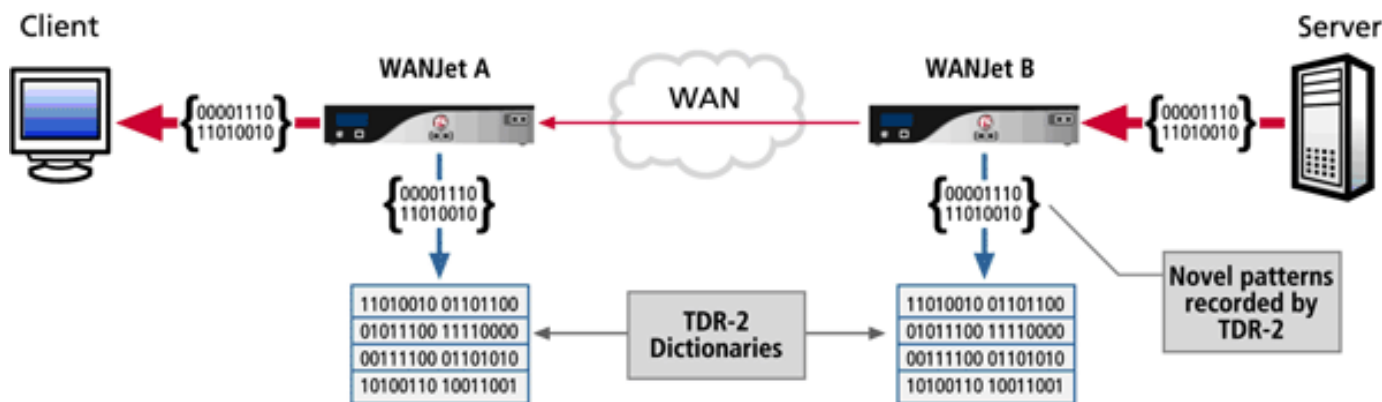 Client
Server
WANJet A
WANJet B
WAN
{00001110
11010010}
{00001110
11010010}
{00001110
11010010}
{00001110
11010010}
Novel patterns
recorded by
TDR-2
11010010 01101100
01011100 11110000
00111100 01101010
10100110 10011001
TDR-2
Dictionaries
11010010 01101100
01011100 11110000
00111100 01101010
10100110 10011001